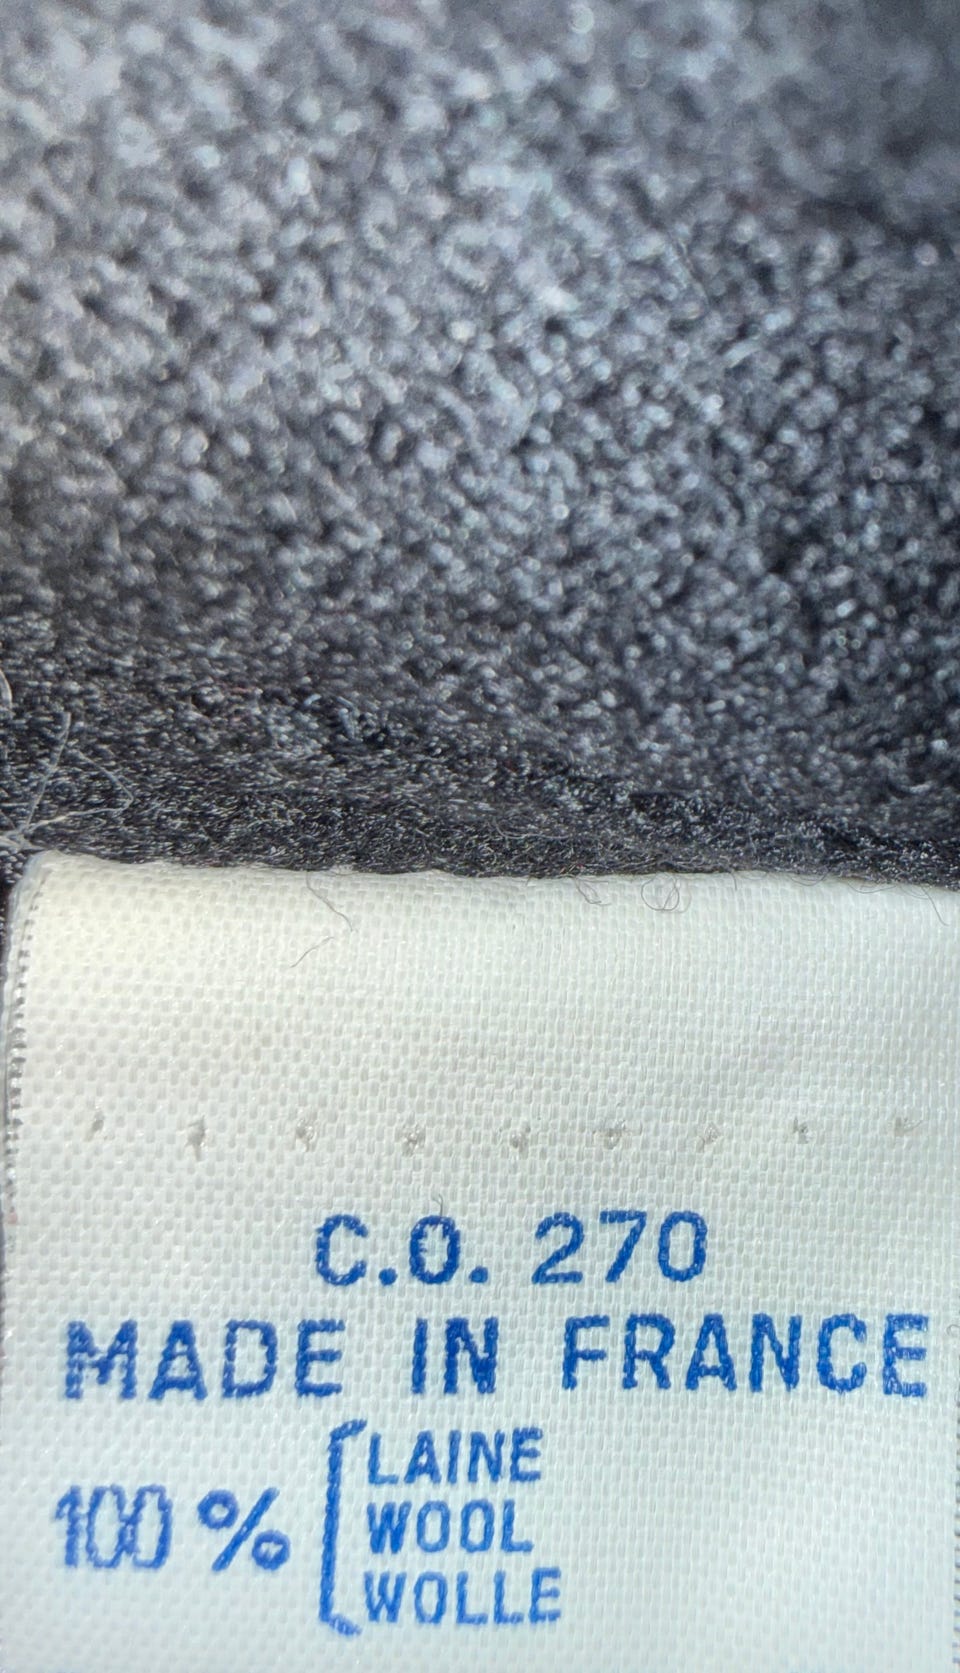 C.O. 270
MADE IN FRANCE
100 % LAINE
WOOL
WOLLE